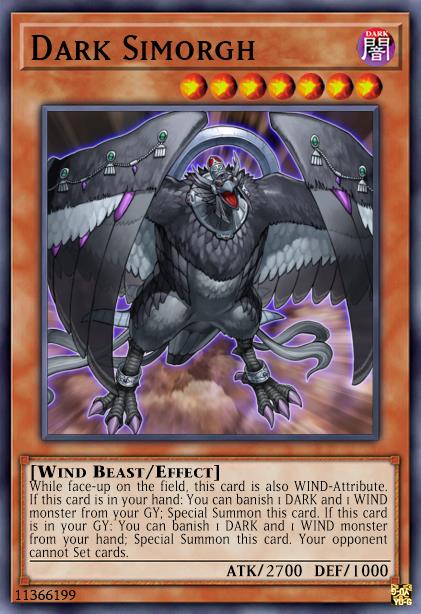 DARK SIMORGH
DARK
闇
[WIND BEAST/EFFECT]
While face-up on the field, this card is also WIND-Attribute.
If this card is in your hand: You can banish 1 DARK and 1 WIND
monster from your GY; Special Summon this card. If this card
is in your GY: You can banish 1 DARK and 1 WIND monster
from your hand; Special Summon this card. Your opponent
cannot Set cards.
ATK/2700 DEF/1000
11366199